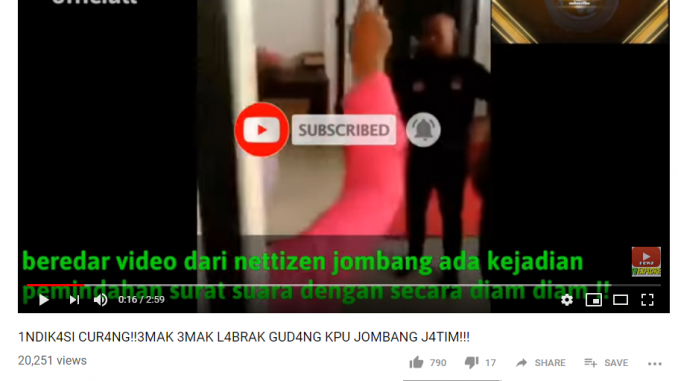 officiall
SUBSCRIBED
beredar video dari nettizen jombang ada kejadian
pemindahan surat suara dengan secara diam diam !!
0:16 / 2:59
1NDIK4SI CUR4NG!!3MAK 3MAK L4BRAK GUD4NG KPU JOMBANG J4TIM!!!
20,251 views
790
17
SHARE
SAVE